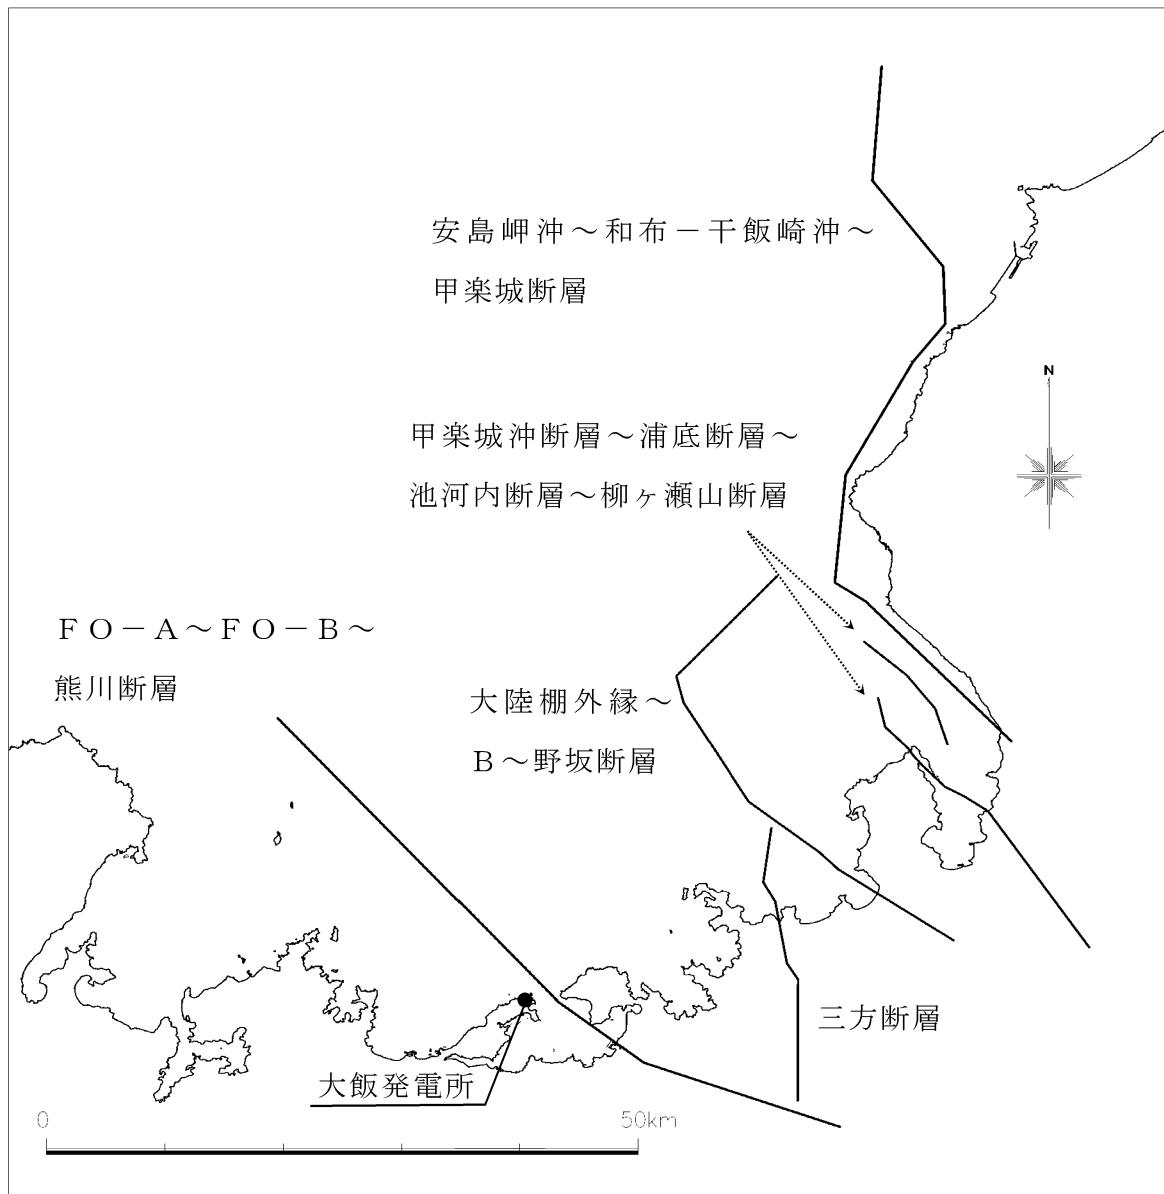 安島岬沖～和布－干飯崎沖～
甲楽城断層
N
甲楽城沖断層～浦底断層～
池河内断層～柳ヶ瀬山断層
ＦＯ－Ａ～ＦＯ－Ｂ～
熊川断層
大陸棚外縁～
Ｂ～野坂断層
三方断層
大飯発電所
0
50km